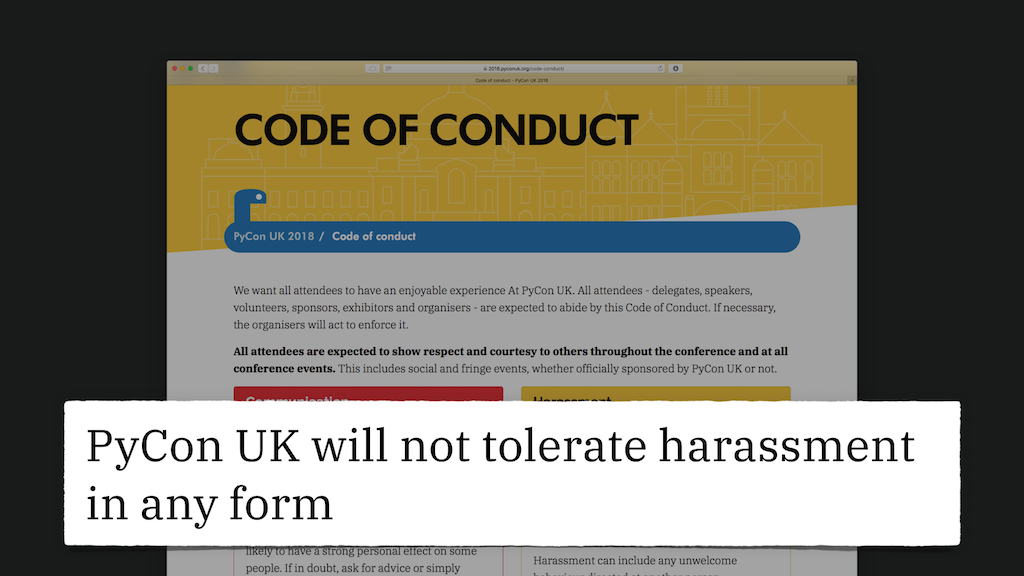 2018.pyconuk.org/code-conduct/
Code of conduct - PyCon UK 2018
CODE OF CONDUCT
PyCon UK 2018 / Code of conduct
We want all attendees to have an enjoyable experience At PyCon UK. All attendees - delegates, speakers,
volunteers, sponsors, exhibitors and organisers - are expected to abide by this Code of Conduct. If necessary,
the organisers will act to enforce it.
All attendees are expected to show respect and courtesy to others throughout the conference and at all
conference events. This includes social and fringe events, whether officially sponsored by PyCon UK or not.
Communication
Harassment
PyCon UK will not tolerate harassment
in any form
likely to have a strong personal effect on some
people. If in doubt, ask for advice or simply
Harassment can include any unwelcome
behaviour directed at another person